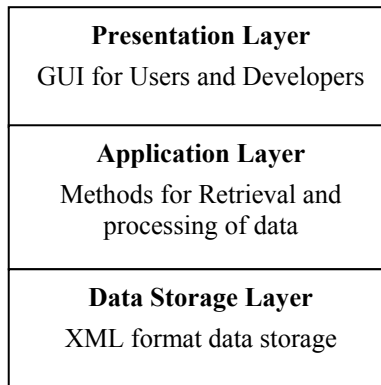 Presentation Layer
GUI for Users and Developers
Application Layer
Methods for Retrieval and
processing of data
Data Storage Layer
XML format data storage